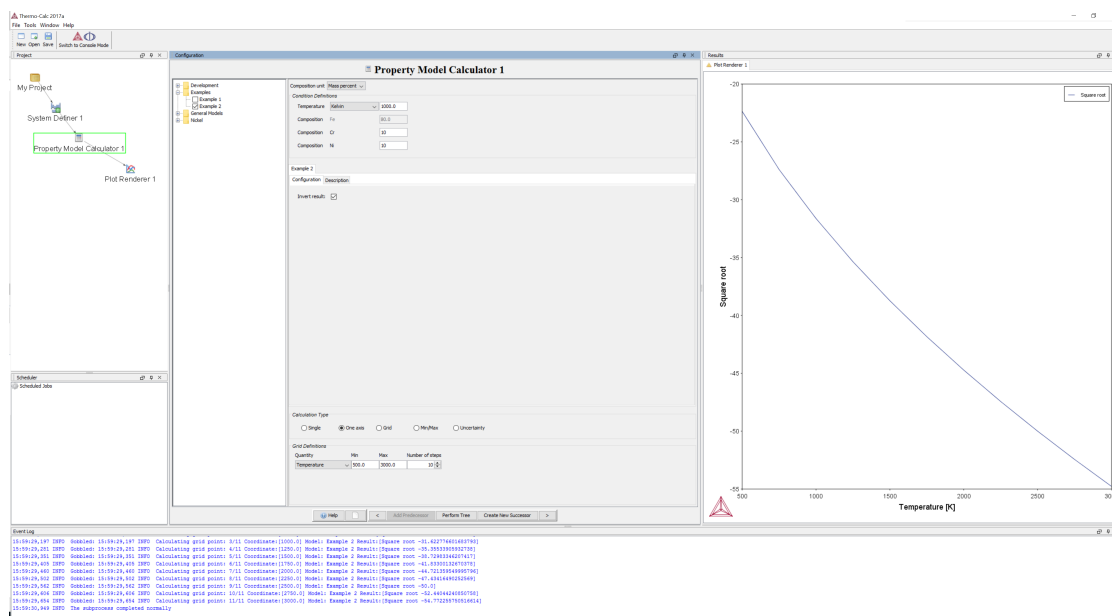 Thermo-Calc 2017a
File Tools Window Help
New Open Save Switch to Console Mode
Project
My Project
System Definer 1
Property Model Calculator 1
Plot Renderer 1
Scheduler
Scheduled Jobs
Configuration
Property Model Calculator 1
Development
Examples
Example 1
Example 2
General Models
Nickel
Composition unit Mass percent
Condition Definitions
Temperature Kelvin 1000.0
Composition Fe 80.0
Composition Cr 10
Composition Ni 10
Example 2
Configuration Description
Invert result:
Calculation Type
Single One axis Grid Min/Max Uncertainty
Grid Definitions
Quantity Min Max Number of steps
Temperature 500.0 3000.0 10
Help < Add Predecessor Perform Tree Create New Successor >
Results
Plot Renderer 1
Square root
-20
-25
-30
-35
-40
-45
-50
-55
Square root
500 1000 1500 2000 2500
Temperature [K]
Event Log
15:59:29,197 INFO Gobbled: 15:59:29,197 INFO Calculating grid point: 3/11 Coordinate:[1000.0] Model: Example 2 Result:[Square root -31.622776601683793]
15:59:29,281 INFO Gobbled: 15:59:29,281 INFO Calculating grid point: 4/11 Coordinate:[1250.0] Model: Example 2 Result:[Square root -35.35533905932738]
15:59:29,351 INFO Gobbled: 15:59:29,351 INFO Calculating grid point: 5/11 Coordinate:[1500.0] Model: Example 2 Result:[Square root -38.72983346207417]
15:59:29,405 INFO Gobbled: 15:59:29,405 INFO Calculating grid point: 6/11 Coordinate:[1750.0] Model: Example 2 Result:[Square root -41.83300132670378]
15:59:29,460 INFO Gobbled: 15:59:29,460 INFO Calculating grid point: 7/11 Coordinate:[2000.0] Model: Example 2 Result:[Square root -44.721359549995796]
15:59:29,502 INFO Gobbled: 15:59:29,502 INFO Calculating grid point: 8/11 Coordinate:[2250.0] Model: Example 2 Result:[Square root -47.43416490252569]
15:59:29,562 INFO Gobbled: 15:59:29,562 INFO Calculating grid point: 9/11 Coordinate:[2500.0] Model: Example 2 Result:[Square root -50.0]
15:59:29,606 INFO Gobbled: 15:59:29,606 INFO Calculating grid point: 10/11 Coordinate:[2750.0] Model: Example 2 Result:[Square root -52.44044240850758]
15:59:29,654 INFO Gobbled: 15:59:29,654 INFO Calculating grid point: 11/11 Coordinate:[3000.0] Model: Example 2 Result:[Square root -54.772255750516614]
15:59:30,949 INFO The subprocess completed normally